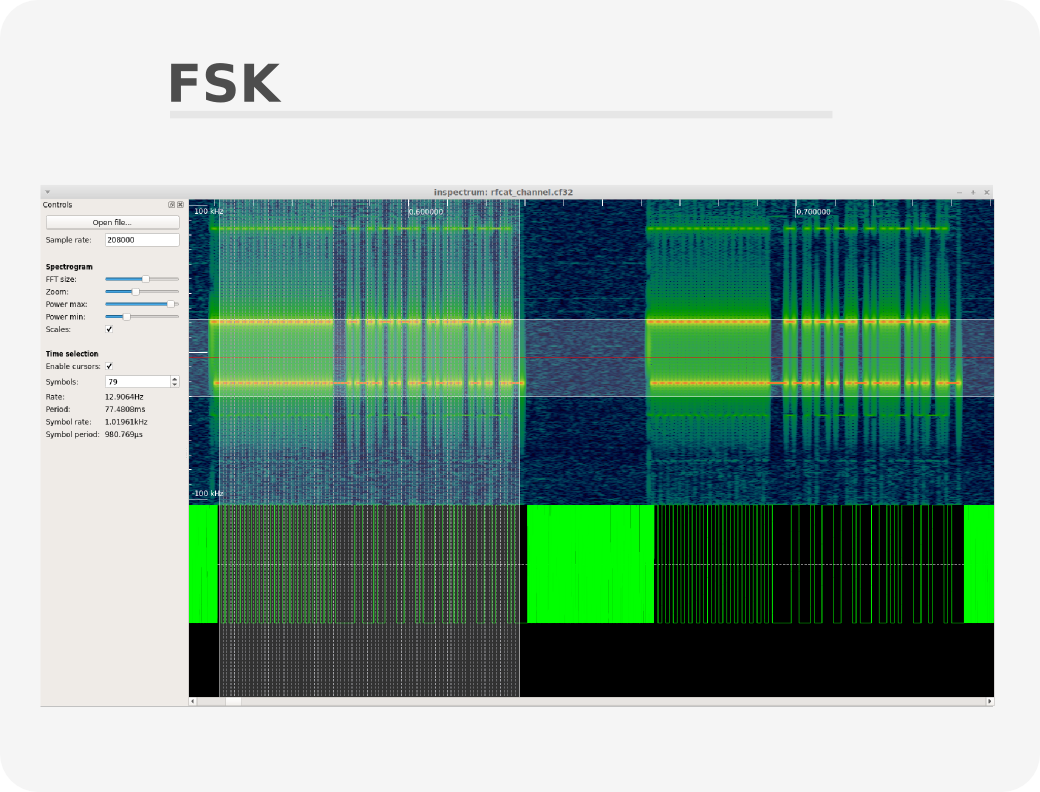 FSK
inspectrum: rfcat_channel.cf32
Controls
Open file...
Sample rate: 208000
Spectrogram
FFT size:
Zoom:
Power max:
Power min:
Scales:
Time selection
Enable cursors:
Symbols: 79
Rate: 12.9064Hz
Period: 77.4808ms
Symbol rate: 1.01961kHz
Symbol period: 980.769µs
100 kHz
0.600000
0.700000
-100 kHz